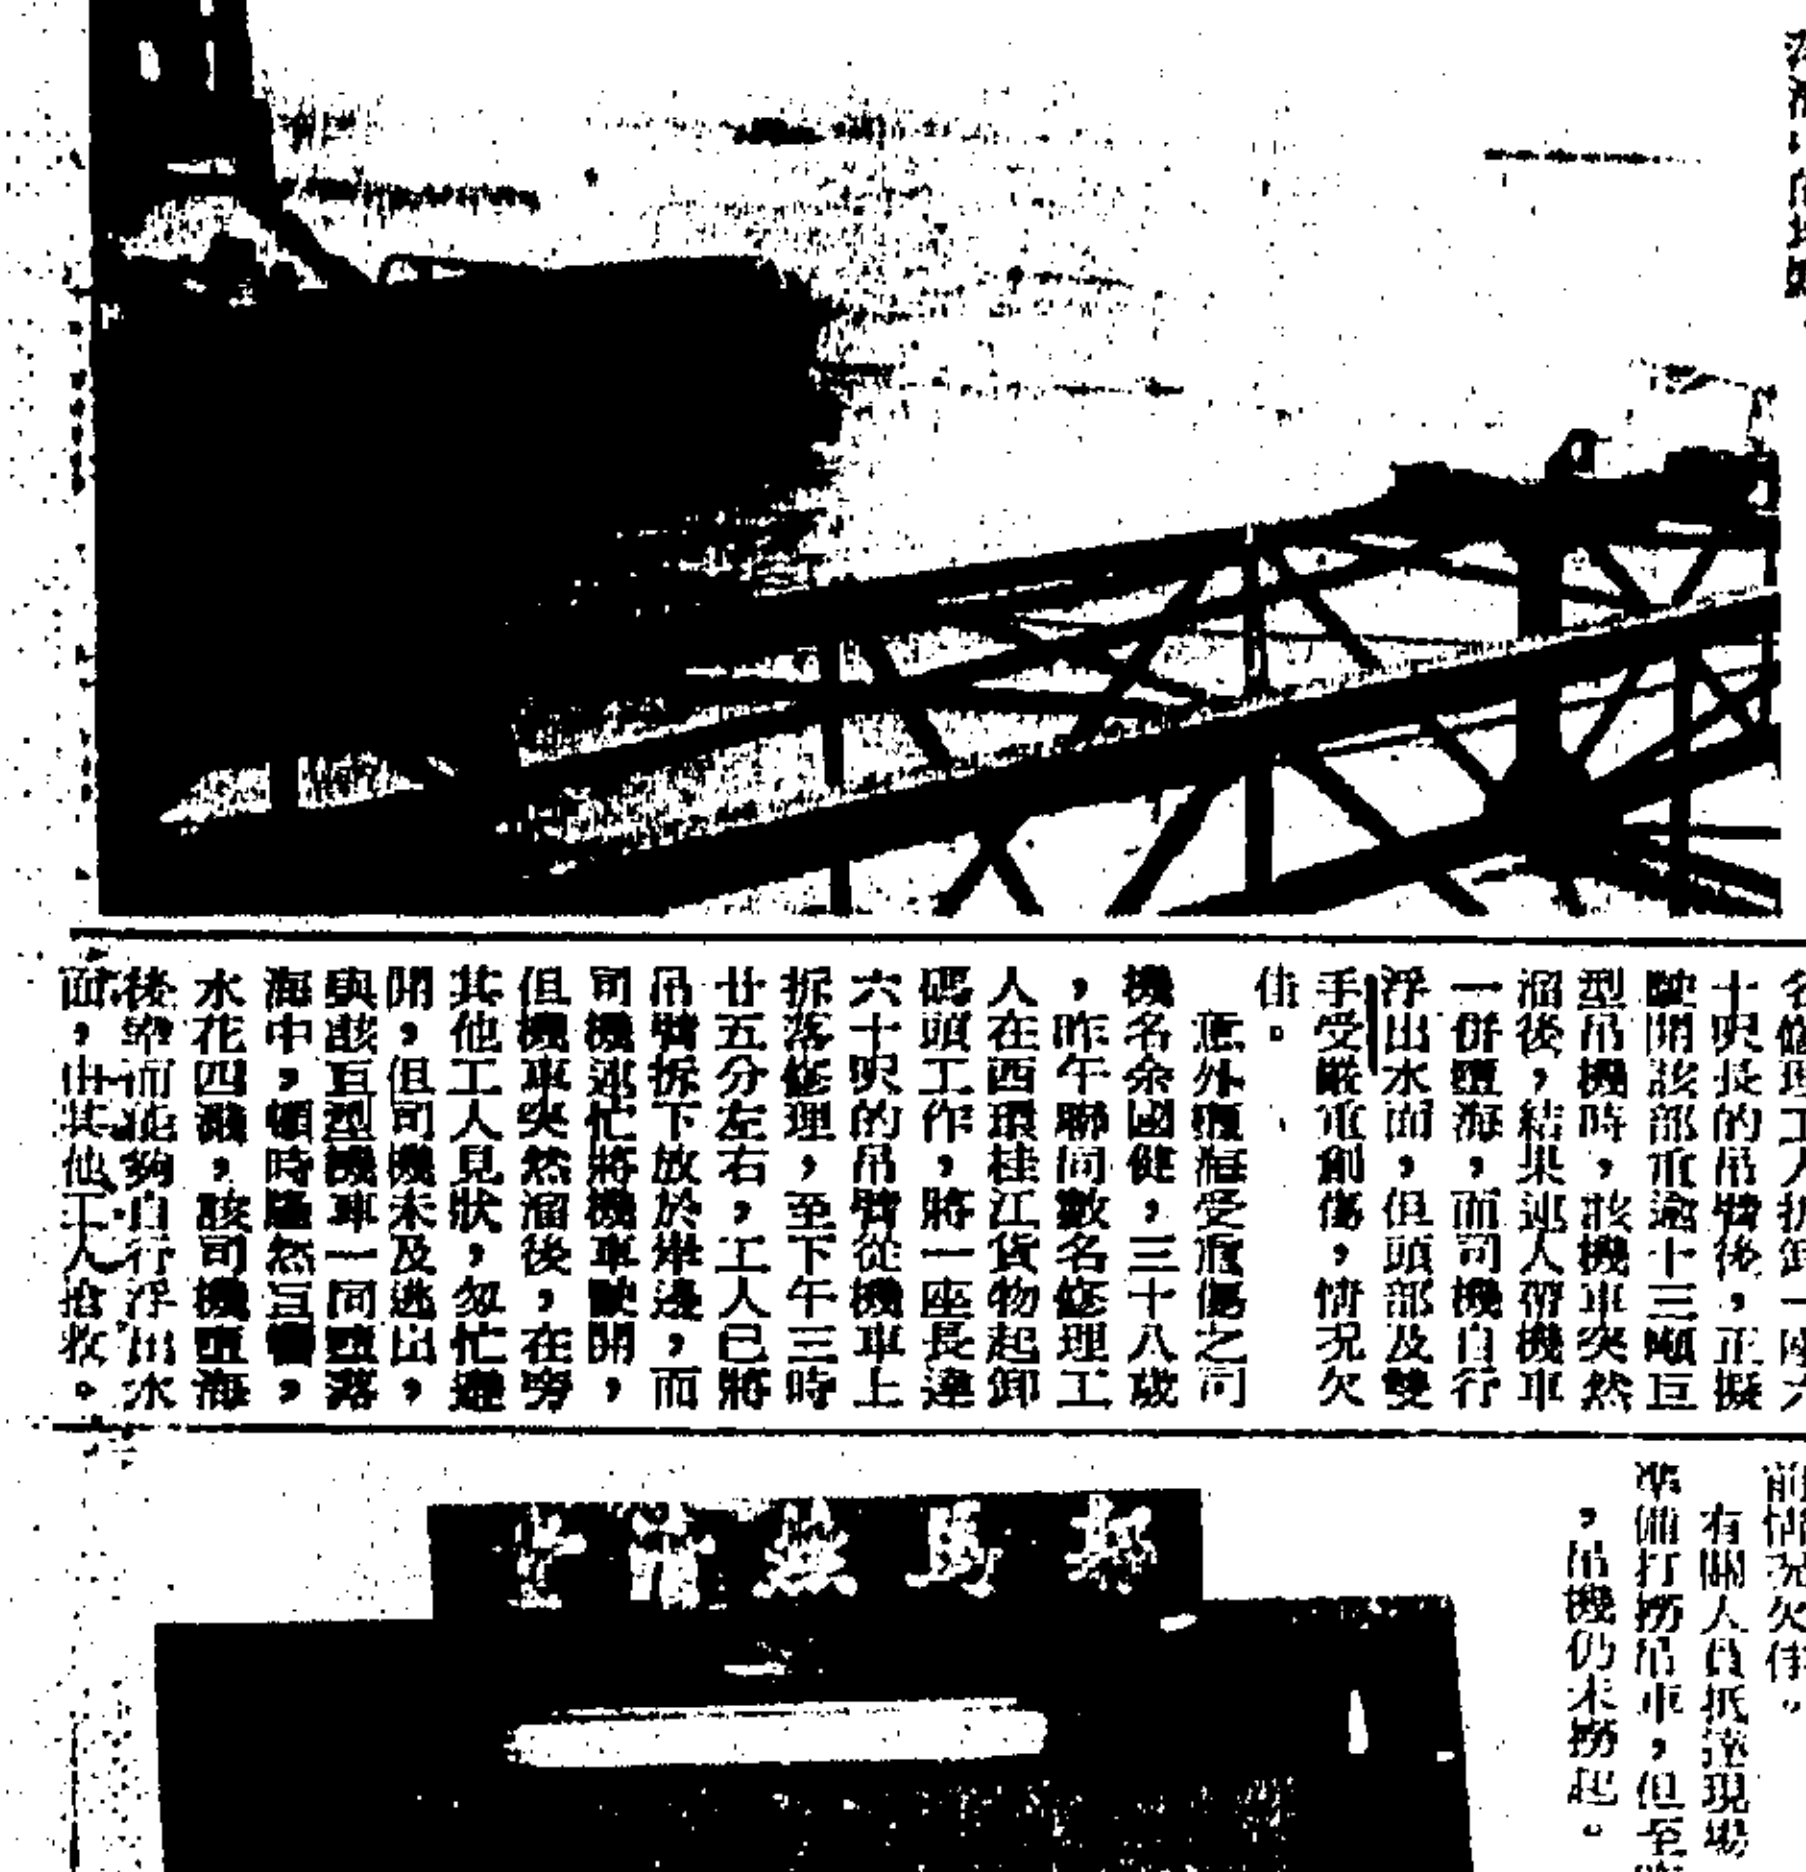 十呎長的吊臂後，正擬
駛開該部重逾十三噸巨
型吊機時，該機車突然
溜後，結果連人帶機車
一併墮海，而司機自行
浮出水面，但頭部及雙
手受嚴重創傷，情況欠
佳。
意外墮海受重傷之司
機名余國健，三十八歲
，昨午聯同數名修理工
人在西環桂江貨物起卸
碼頭工作，將一座長達
六十呎的吊臂從機車上
拆落修理，至下午三時
廿五分左右，工人已將
吊臂拆下放於岸邊，而
司機連忙將機車駛開，
但機車突然溜後，在旁
其他工人見狀，匆忙避
開，但司機未及逃出，
與該巨型機車一同墮落
海中，頓時隆然巨響，
水花四濺，該司機墮海
後幸而能夠自行浮出水
面，由其他工人拾救。
前情況欠佳。
有關人員抵達現場
準備打撈吊車，但至
，吊機仍未撈起。